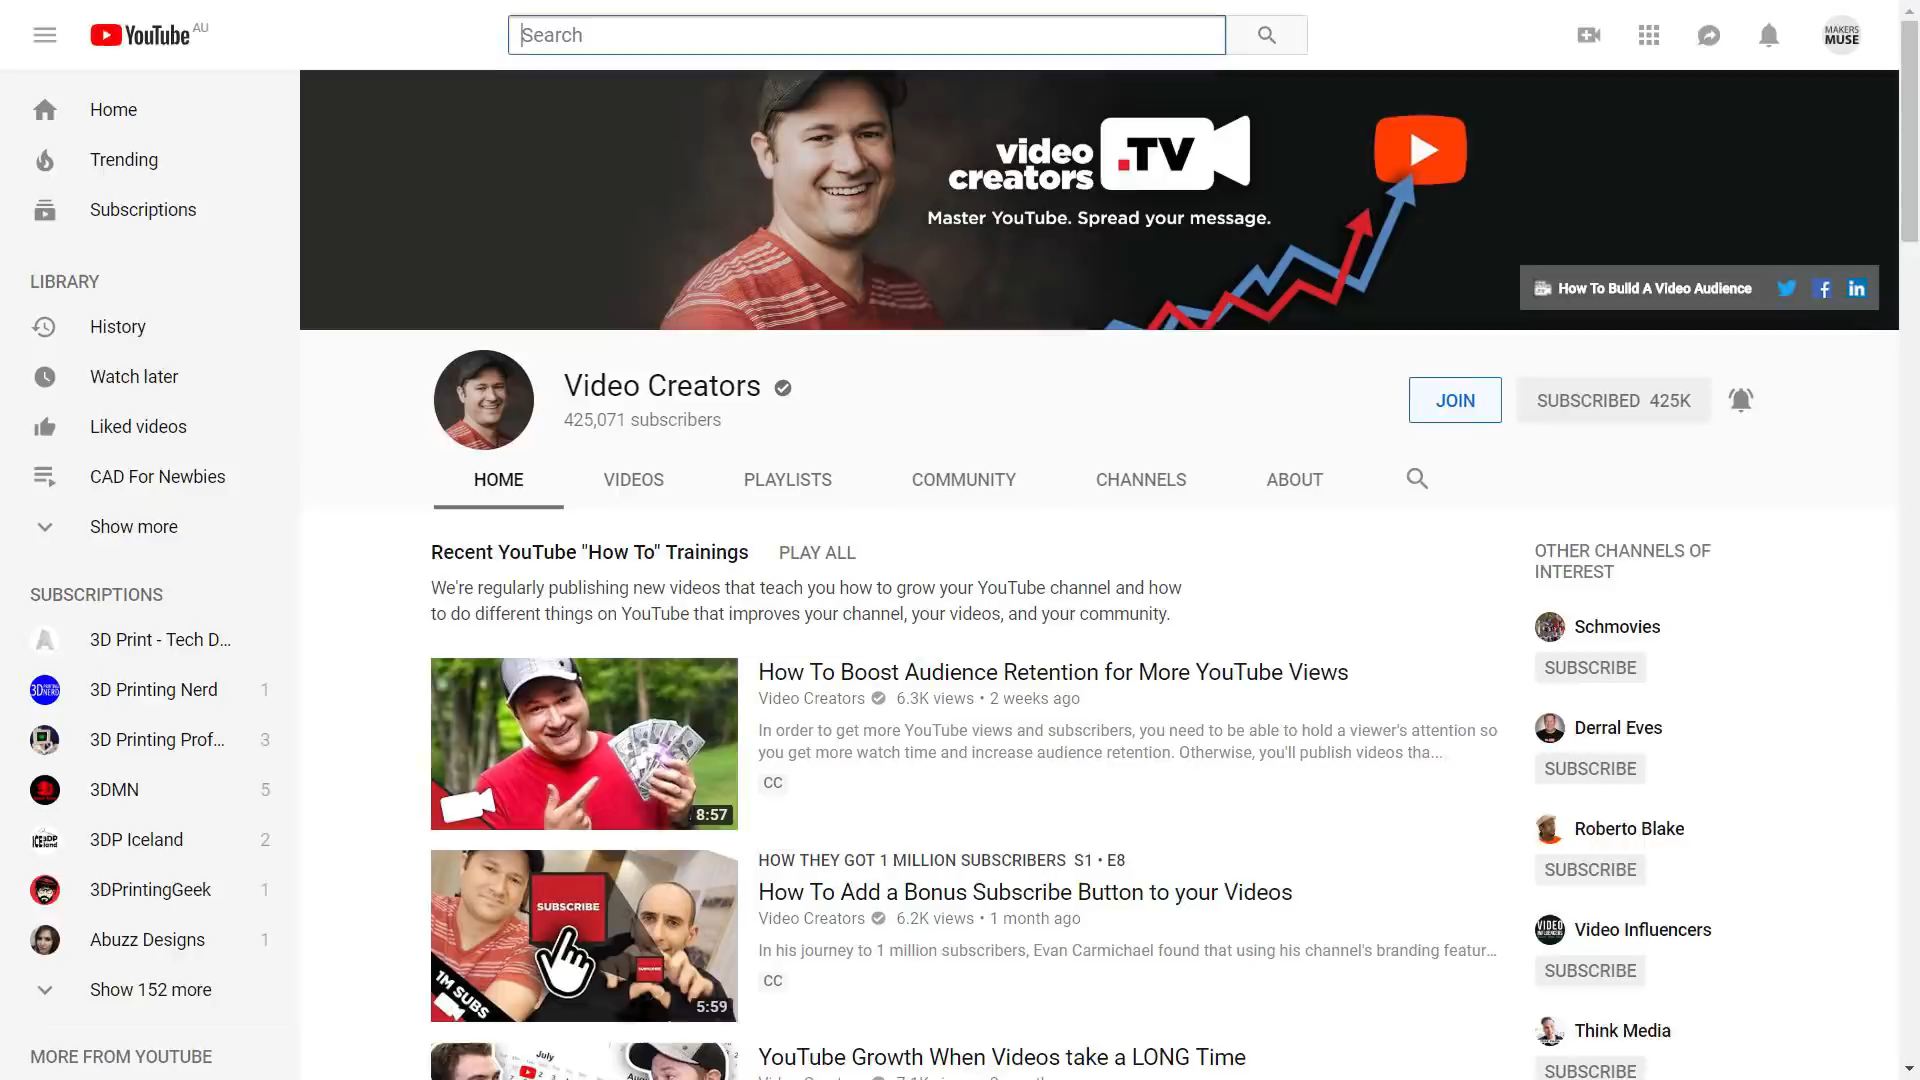 YouTube AU
Search
MAKERS
MUSE
Home
Trending
Subscriptions
LIBRARY
History
Watch later
Liked videos
CAD For Newbies
Show more
SUBSCRIPTIONS
3D Print - Tech D...
3D Printing Nerd 1
3D Printing Prof... 3
3DMN 5
3DP Iceland 2
3DPrintingGeek 1
Abuzz Designs 1
Show 152 more
MORE FROM YOUTUBE
video
creators
.TV
Master YouTube. Spread your message.
How To Build A Video Audience
Video Creators
425,071 subscribers
JOIN
SUBSCRIBED 425K
HOME
VIDEOS
PLAYLISTS
COMMUNITY
CHANNELS
ABOUT
Recent YouTube "How To" Trainings
PLAY ALL
We're regularly publishing new videos that teach you how to grow your YouTube channel and how
to do different things on YouTube that improves your channel, your videos, and your community.
8:57
How To Boost Audience Retention for More YouTube Views
Video Creators 6.3K views • 2 weeks ago
In order to get more YouTube views and subscribers, you need to be able to hold a viewer's attention so
you get more watch time and increase audience retention. Otherwise, you'll publish videos tha...
CC
SUBSCRIBE
1M SUBS
5:59
HOW THEY GOT 1 MILLION SUBSCRIBERS S1 • E8
How To Add a Bonus Subscribe Button to your Videos
Video Creators 6.2K views • 1 month ago
In his journey to 1 million subscribers, Evan Carmichael found that using his channel's branding featur...
CC
July
YouTube Growth When Videos take a LONG Time
OTHER CHANNELS OF
INTEREST
Schmovies
SUBSCRIBE
Derral Eves
SUBSCRIBE
Roberto Blake
SUBSCRIBE
Video Influencers
SUBSCRIBE
Think Media
SUBSCRIBE